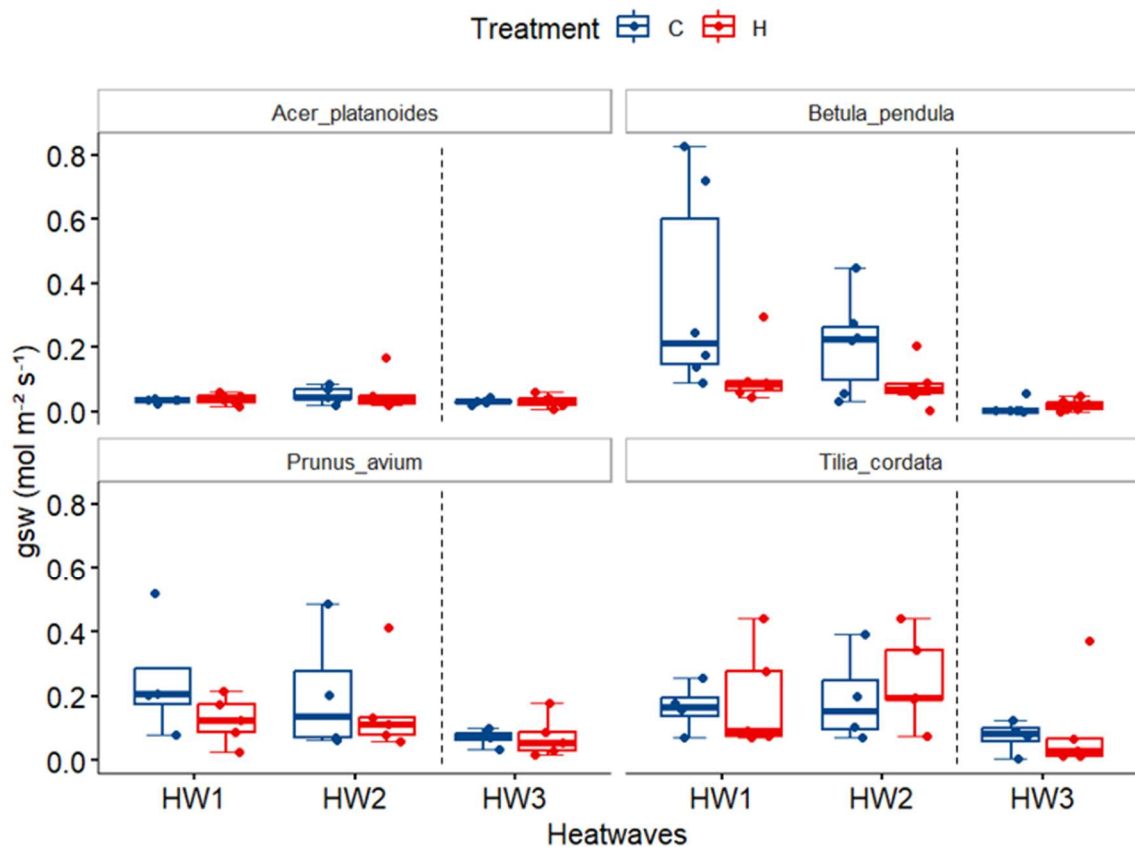 Treatment C H
Acer_platanoides Betula_pendula
0.8
0.6
0.4
0.2
0.0
Prunus_avium Tilia_cordata
0.8
0.6
0.4
0.2
0.0
gsw (mol m⁻² s⁻¹)
HW1 HW2 HW3 HW1 HW2 HW3
Heatwaves